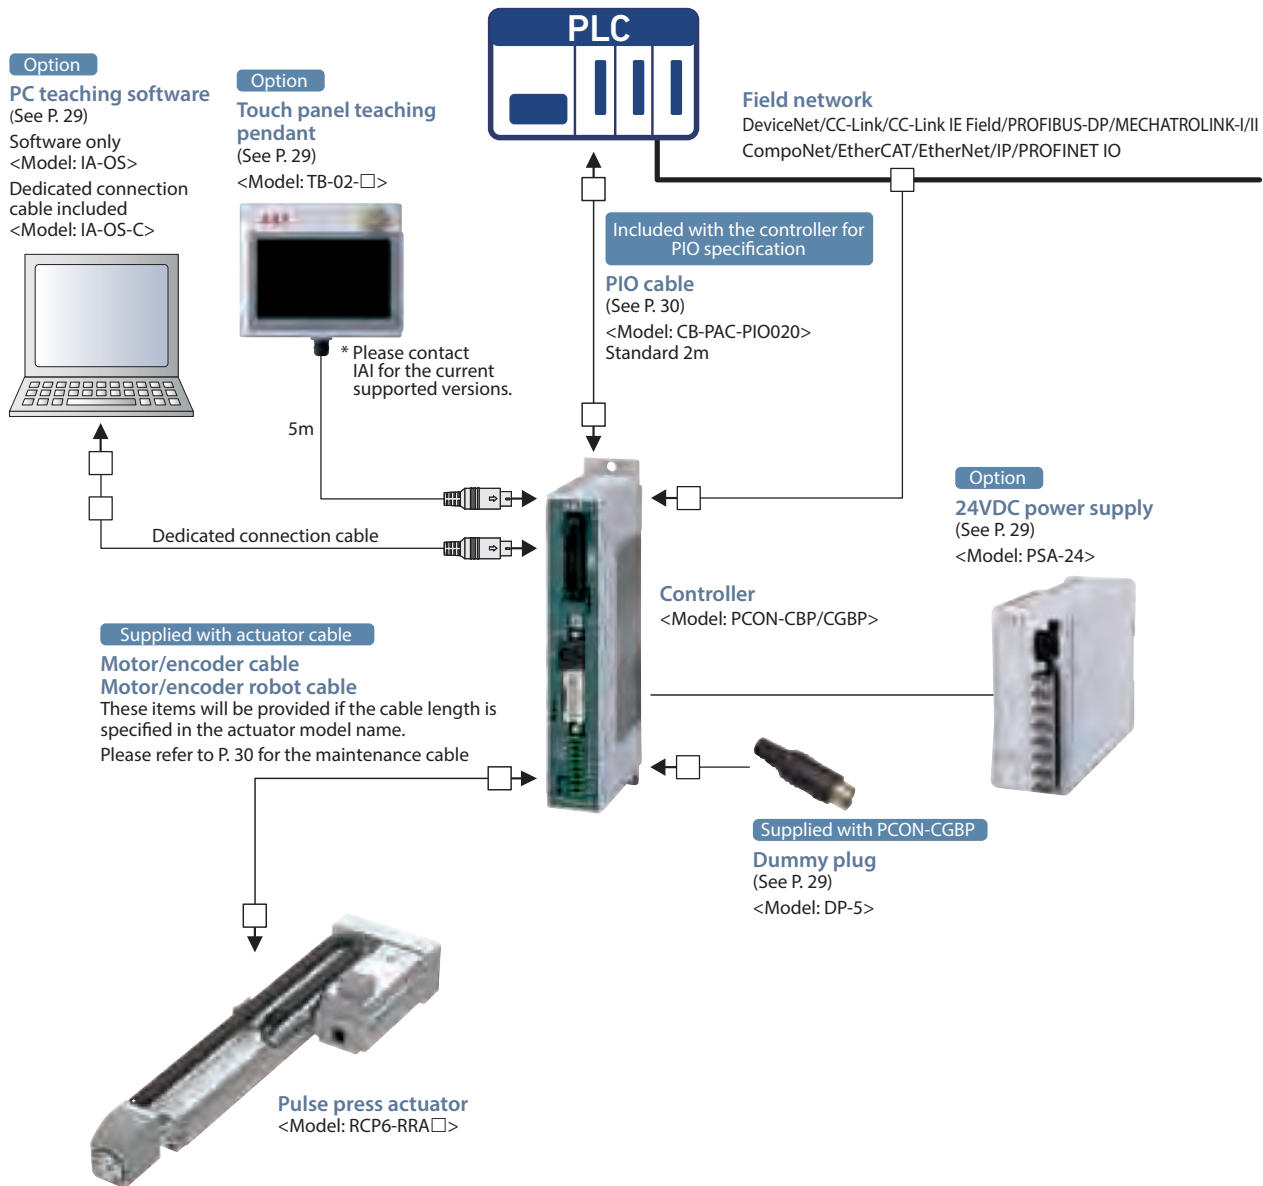 PLC
Option
PC teaching software
(See P. 29)
Software only
<Model: IA-OS>
Dedicated connection
cable included
<Model: IA-OS-C>
Option
Touch panel teaching
pendant
(See P. 29)
<Model: TB-02-□>
* Please contact
IAI for the current
supported versions.
5m
Dedicated connection cable
Field network
DeviceNet/CC-Link/CC-Link IE Field/PROFIBUS-DP/MECHATROLINK-I/II
CompoNet/EtherCAT/EtherNet/IP/PROFINET IO
Included with the controller for
PIO specification
PIO cable
(See P. 30)
<Model: CB-PAC-PIO020>
Standard 2m
Option
24VDC power supply
(See P. 29)
<Model: PSA-24>
Controller
<Model: PCON-CBP/CGBP>
Supplied with actuator cable
Motor/encoder cable
Motor/encoder robot cable
These items will be provided if the cable length is
specified in the actuator model name.
Please refer to P. 30 for the maintenance cable
Supplied with PCON-CGBP
Dummy plug
(See P. 29)
<Model: DP-5>
Pulse press actuator
<Model: RCP6-RRA□>